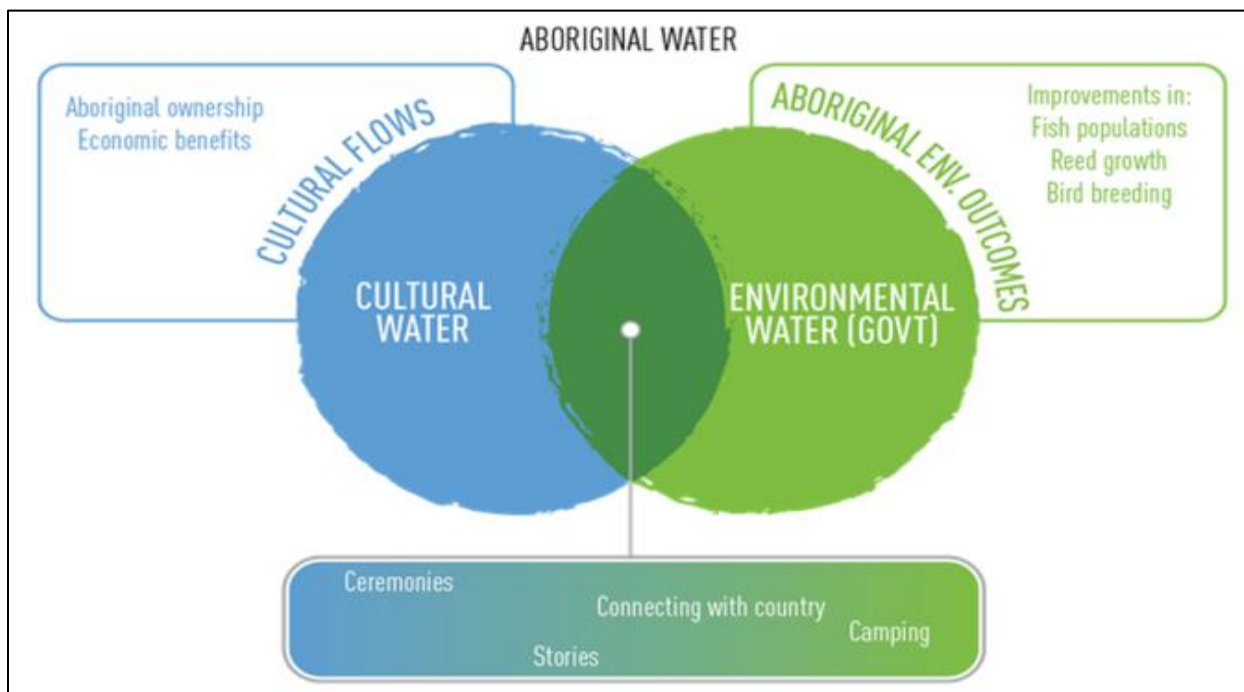 ABORIGINAL WATER
Aboriginal ownership
Economic benefits
CULTURAL FLOWS
ABORIGINAL ENV. OUTCOMES
Improvements in:
Fish populations
Reed growth
Bird breeding
CULTURAL
WATER
ENVIRONMENTAL
WATER (GOVT)
Ceremonies
Connecting with country
Camping
Stories